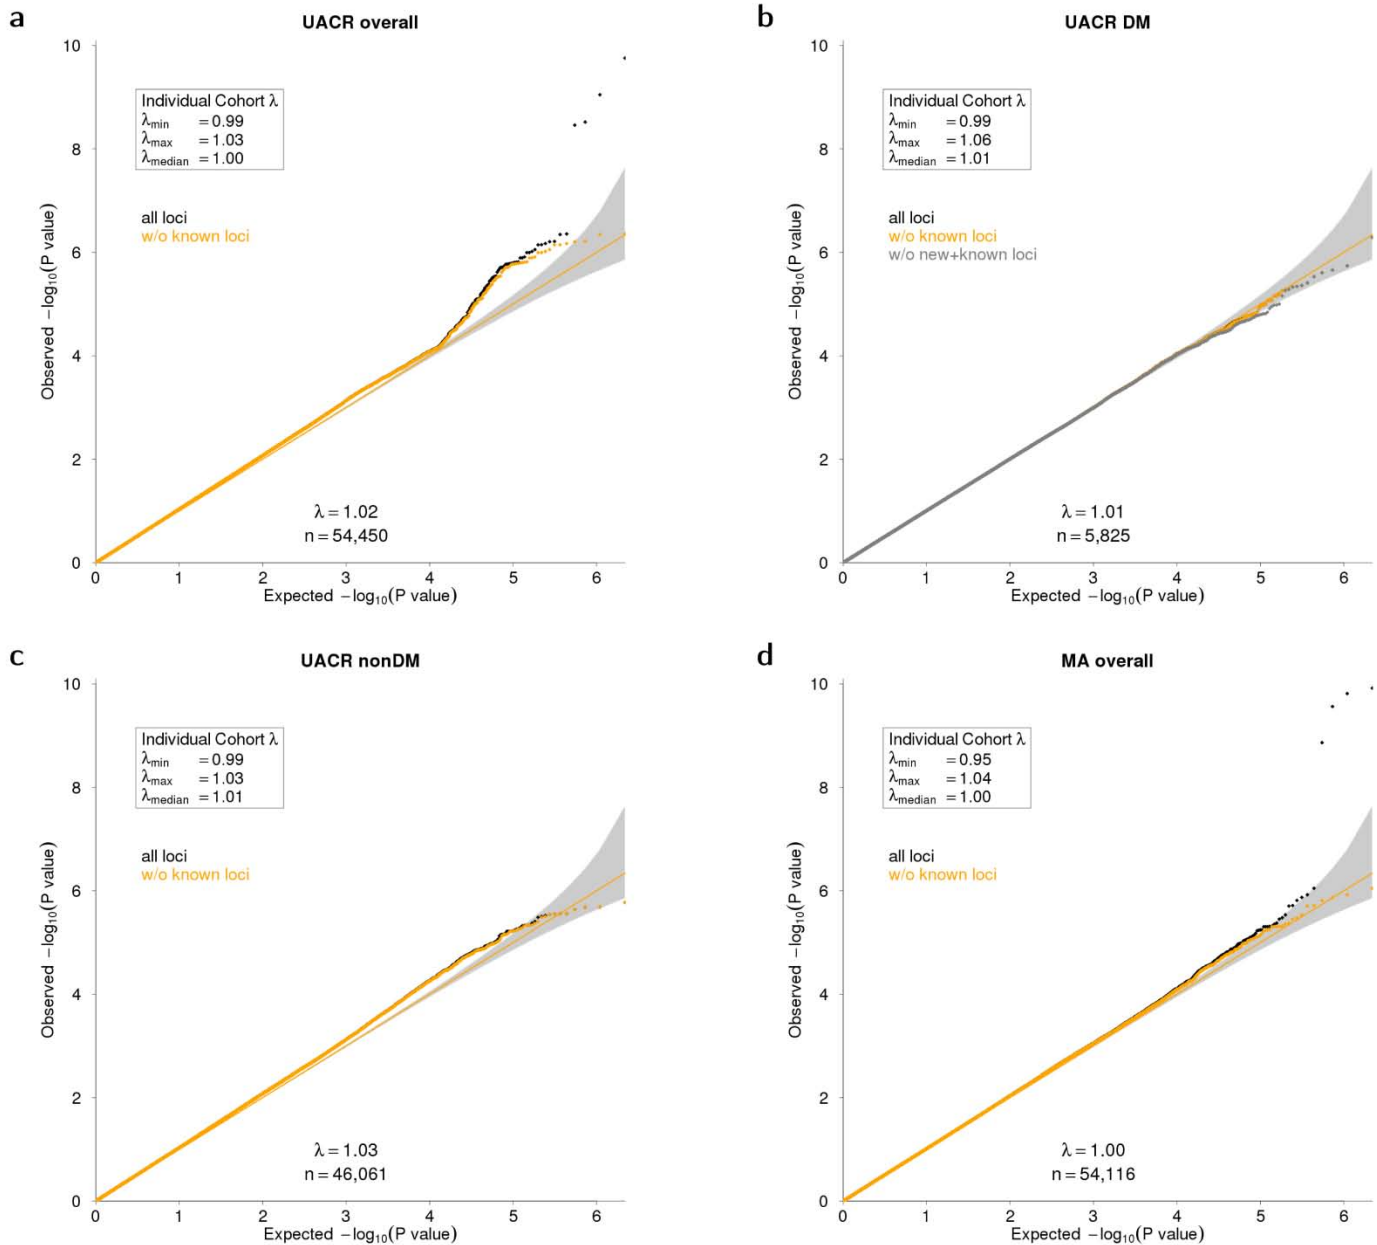 a
UACR overall
10
8
6
4
2
0
Observed −log10(P value)
Individual Cohort λ
λmin = 0.99
λmax = 1.03
λmedian = 1.00
all loci
w/o known loci
λ = 1.02
n = 54,450
0 1 2 3 4 5 6
Expected −log10(P value)
b
UACR DM
10
8
6
4
2
0
Observed −log10(P value)
Individual Cohort λ
λmin = 0.99
λmax = 1.06
λmedian = 1.01
all loci
w/o known loci
w/o new+known loci
λ = 1.01
n = 5,825
0 1 2 3 4 5 6
Expected −log10(P value)
c
UACR nonDM
10
8
6
4
2
0
Observed −log10(P value)
Individual Cohort λ
λmin = 0.99
λmax = 1.03
λmedian = 1.01
all loci
w/o known loci
λ = 1.03
n = 46,061
0 1 2 3 4 5 6
Expected −log10(P value)
d
MA overall
10
8
6
4
2
0
Observed −log10(P value)
Individual Cohort λ
λmin = 0.95
λmax = 1.04
λmedian = 1.00
all loci
w/o known loci
λ = 1.00
n = 54,116
0 1 2 3 4 5 6
Expected −log10(P value)